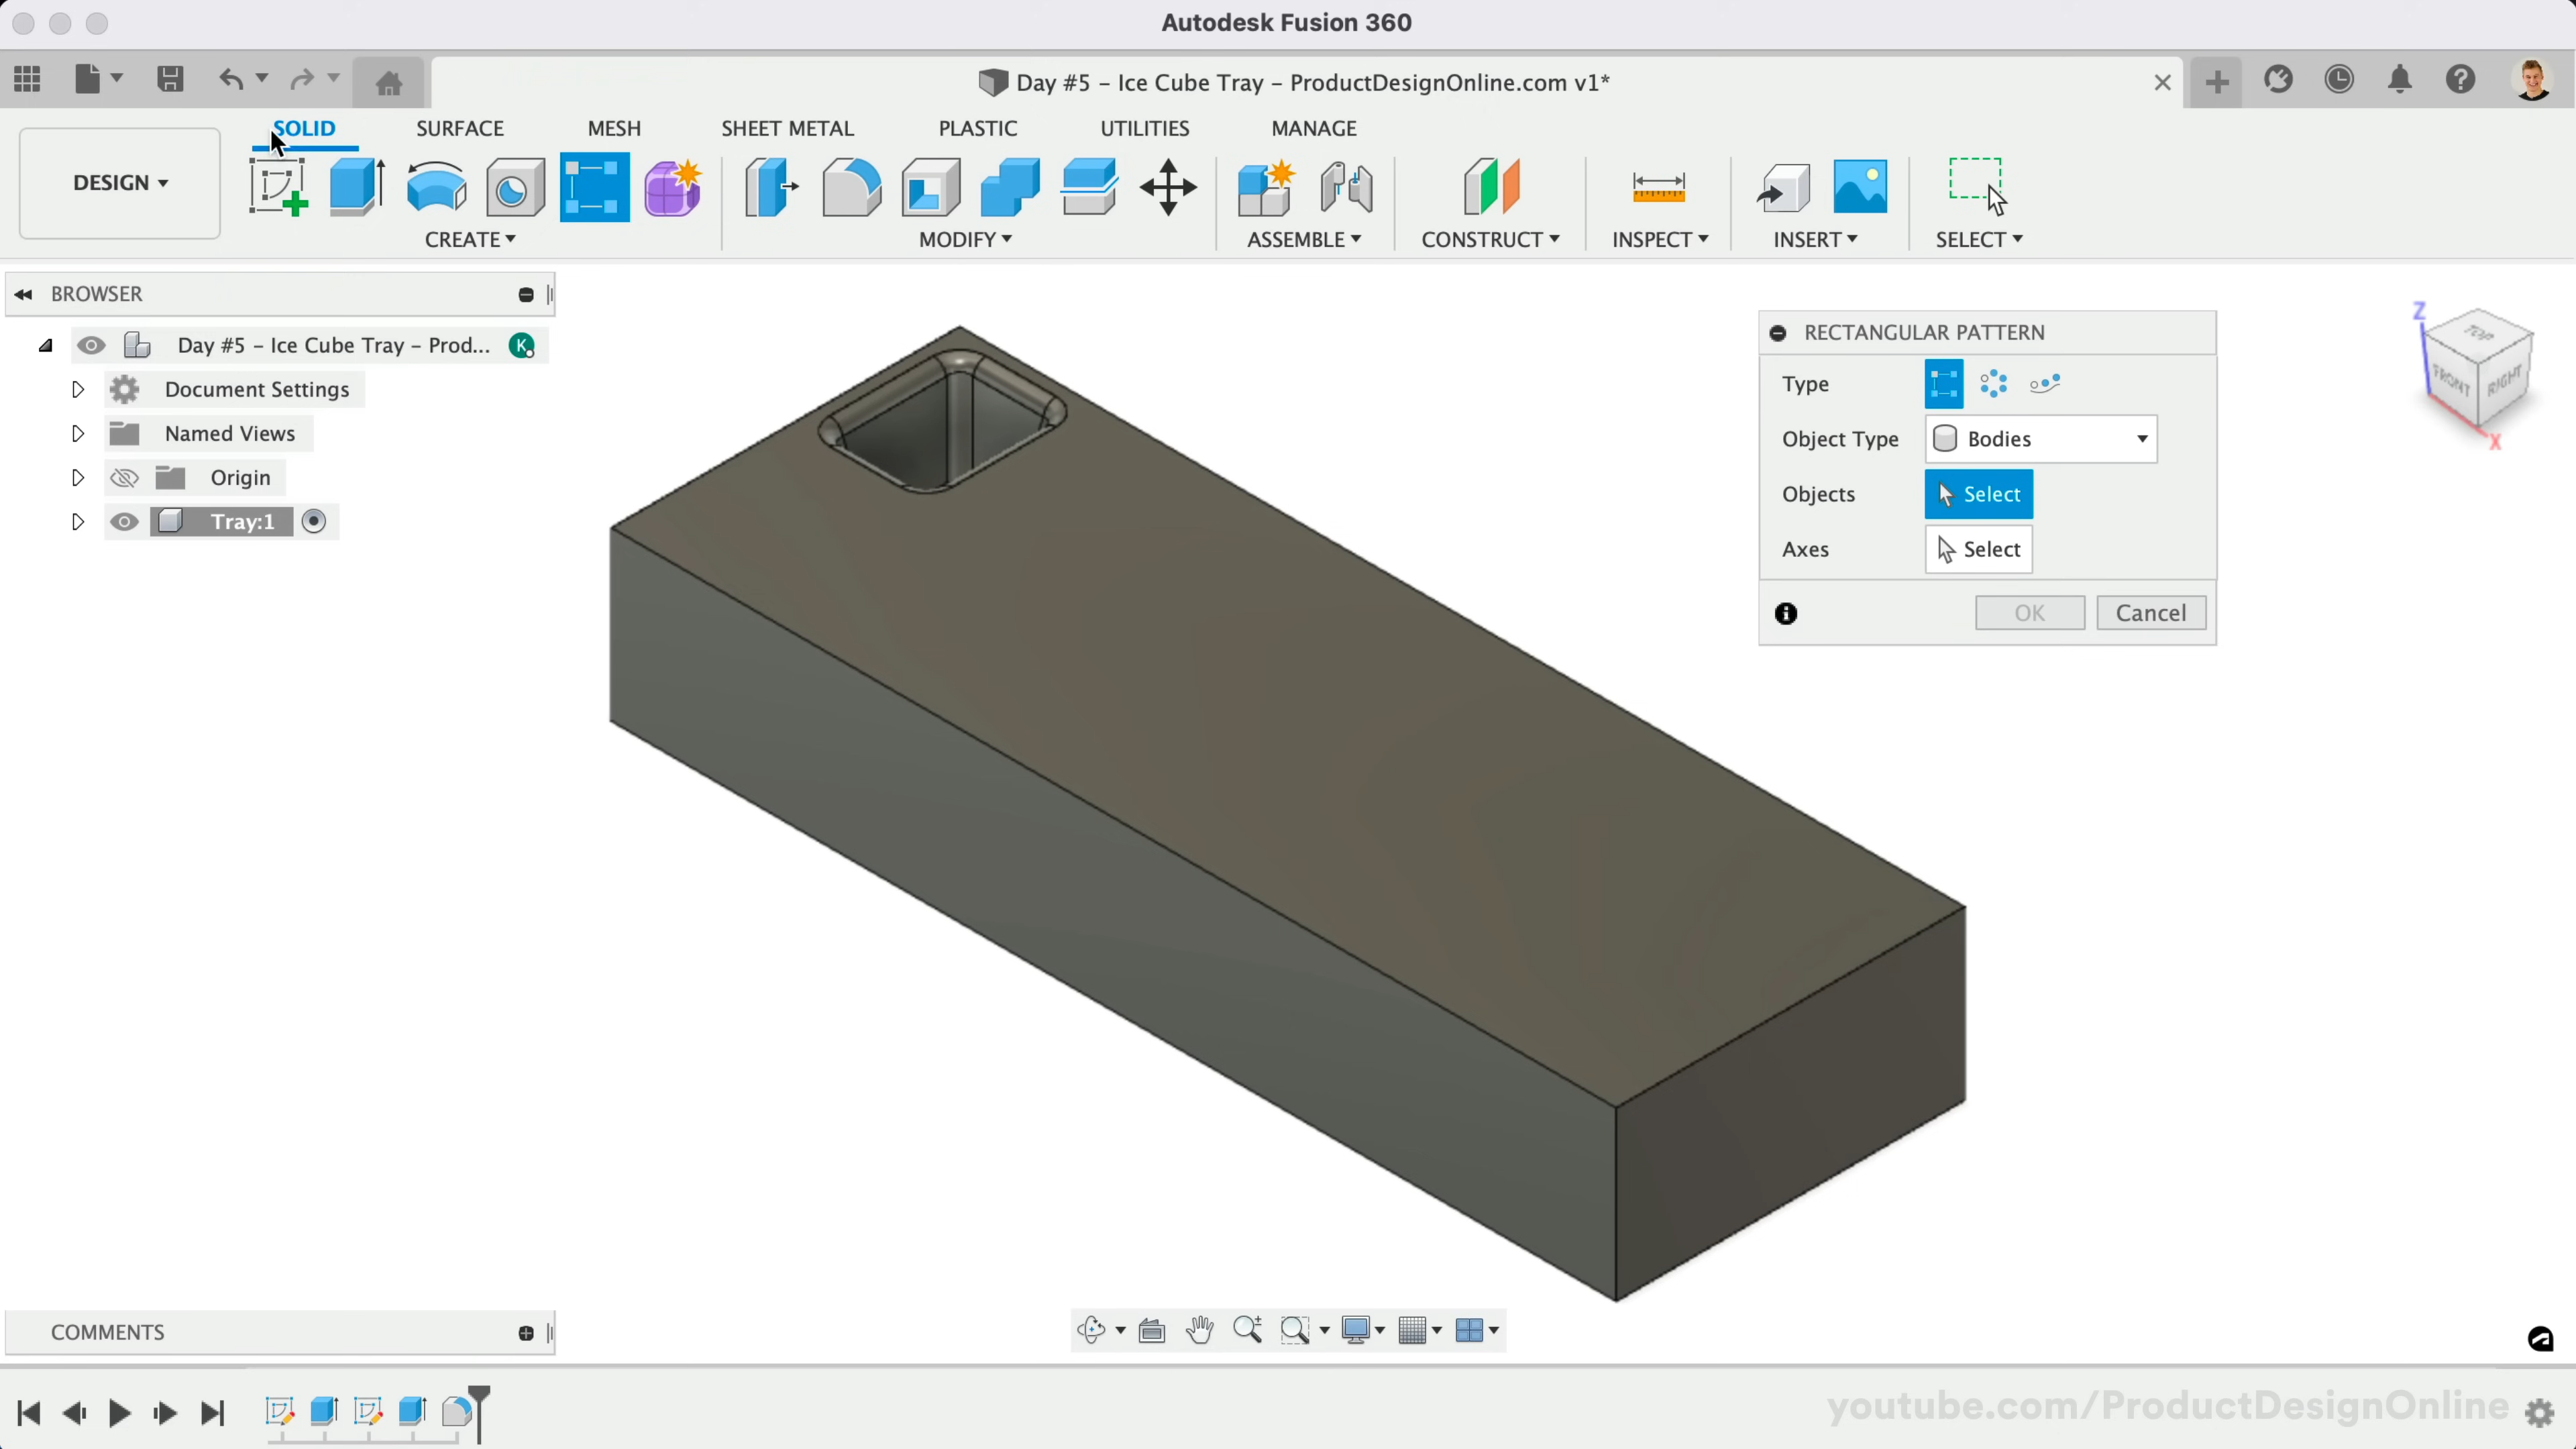 Autodesk Fusion 360
Day #5 – Ice Cube Tray – ProductDesignOnline.com v1*
SOLID SURFACE MESH SHEET METAL PLASTIC UTILITIES MANAGE
DESIGN
CREATE MODIFY ASSEMBLE CONSTRUCT INSPECT INSERT SELECT
BROWSER
Day #5 – Ice Cube Tray – Prod... K
Document Settings
Named Views
Origin
Tray:1
RECTANGULAR PATTERN
Type
Object Type Bodies
Objects Select
Axes Select
OK Cancel
Z
TOP
FRONT RIGHT
X
COMMENTS
youtube.com/ProductDesignOnline